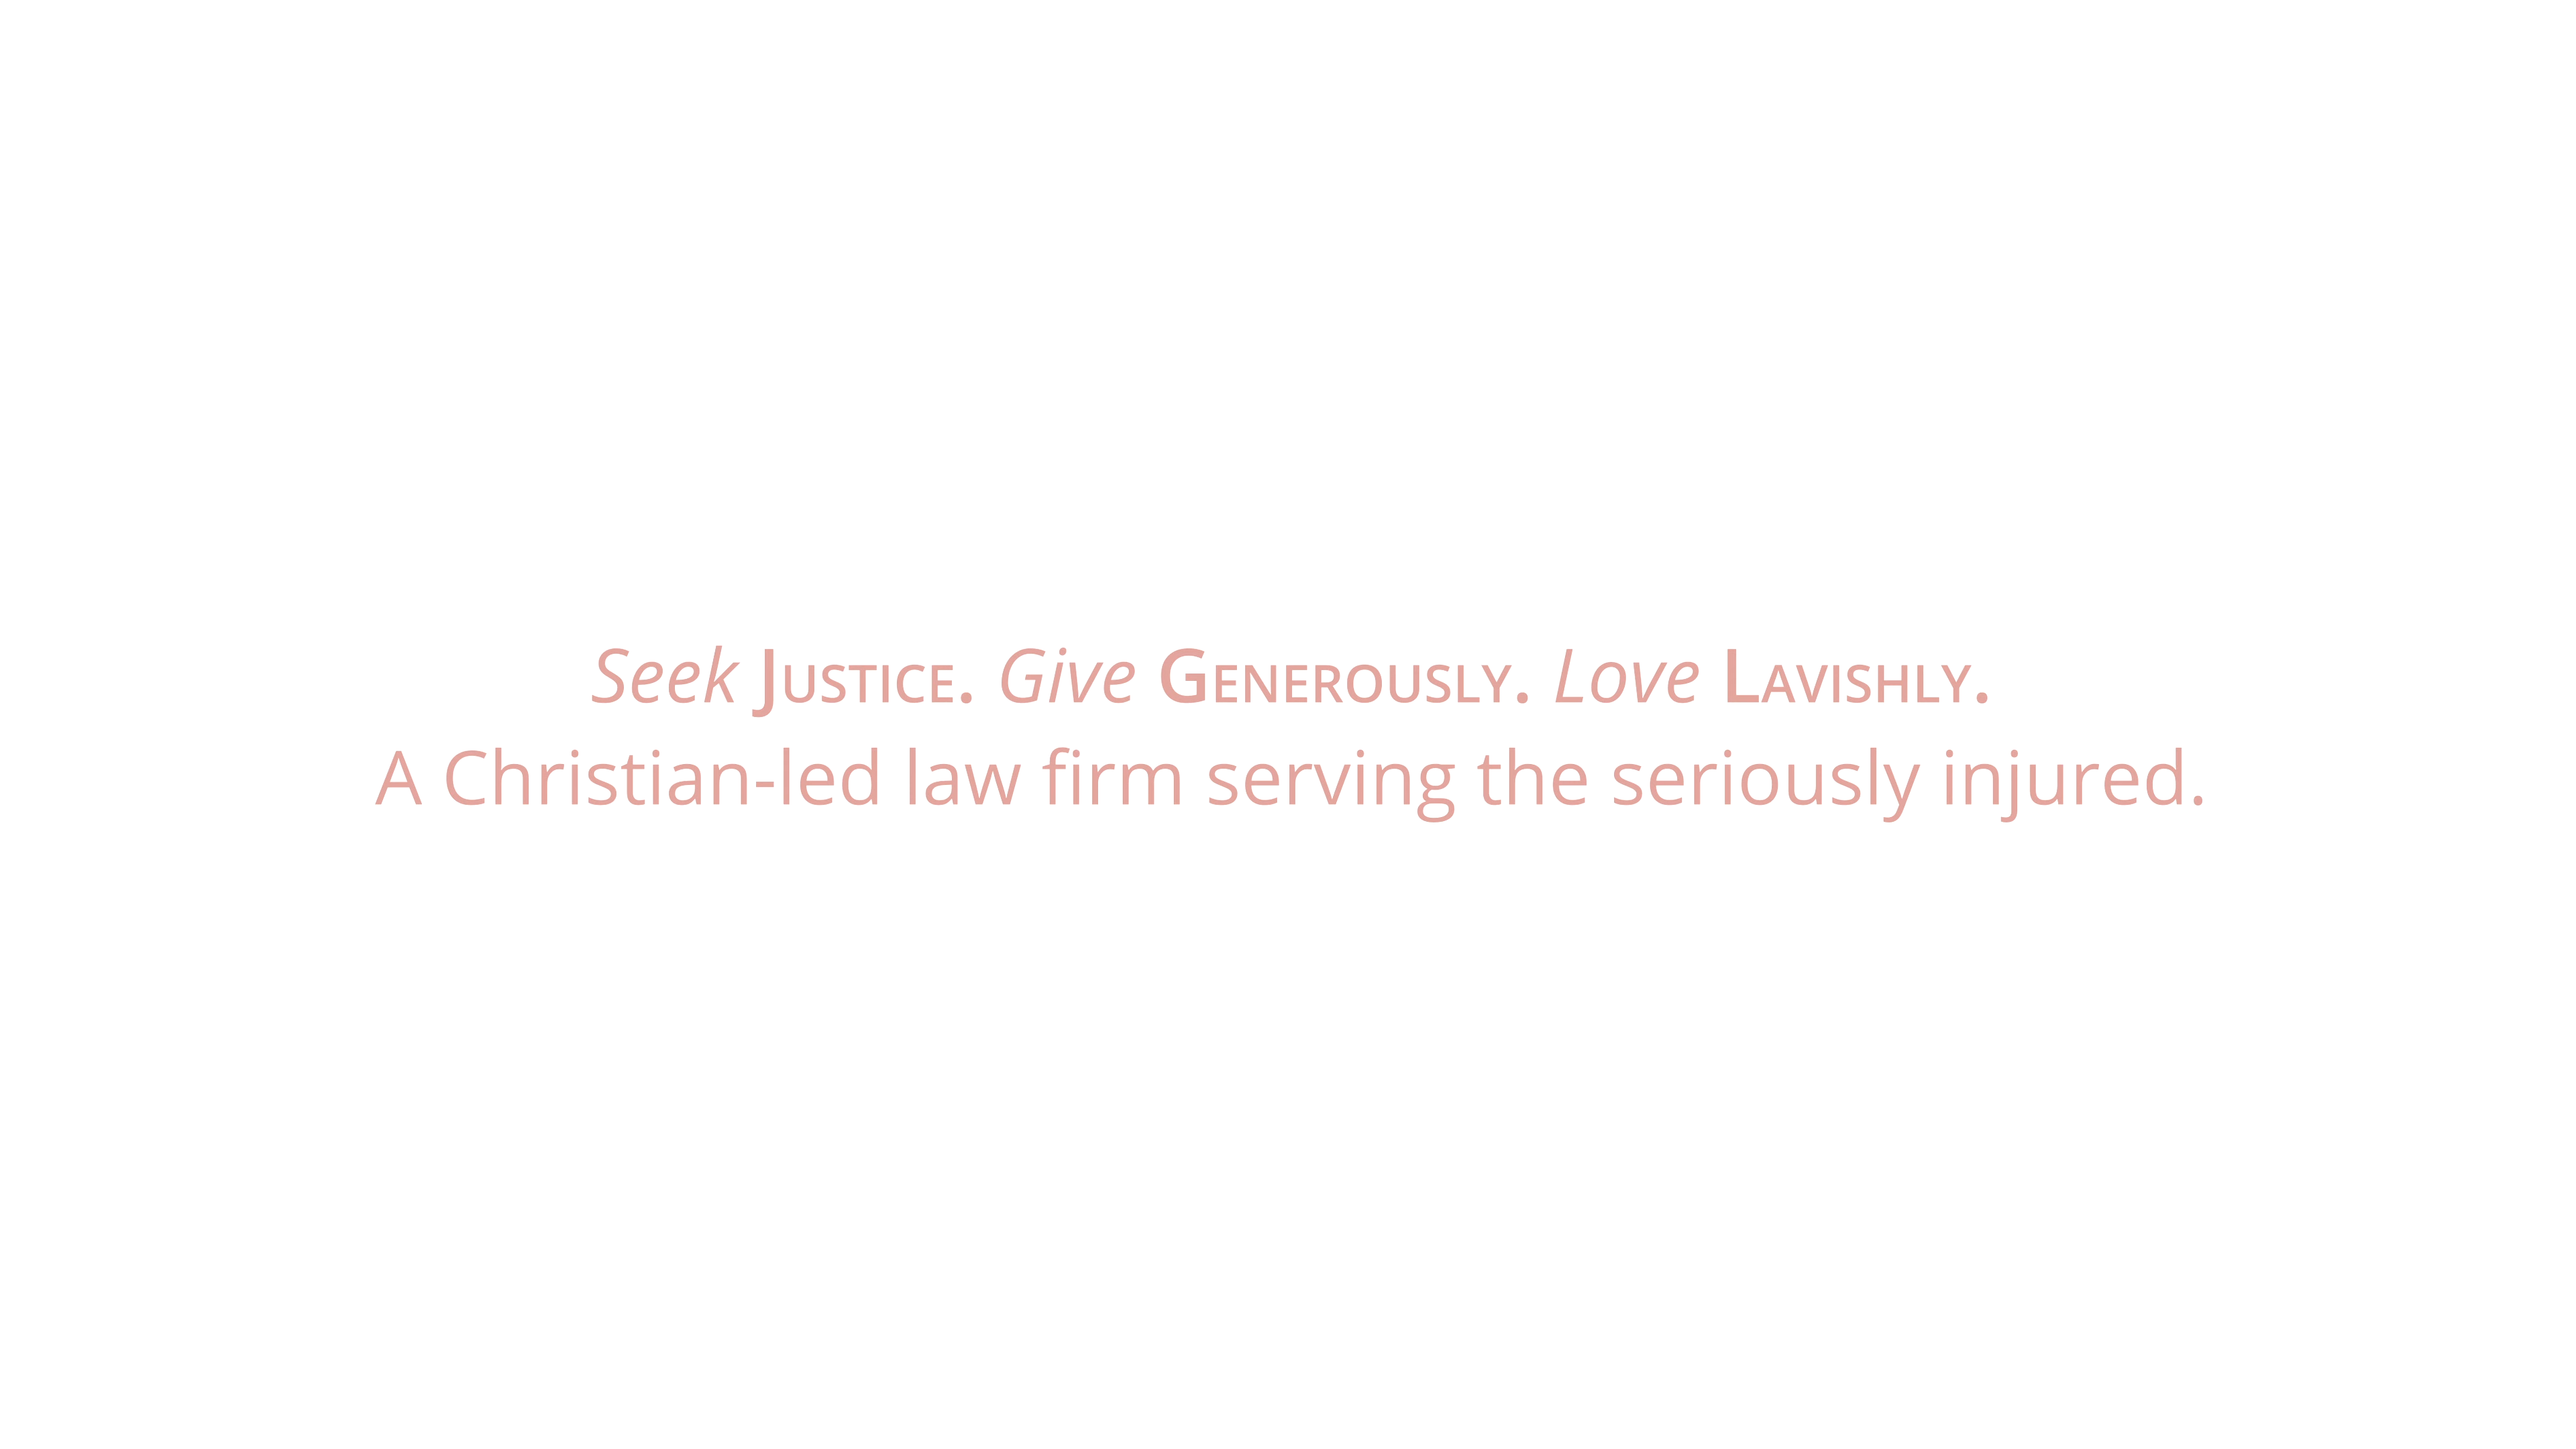 Seek Justice. Give Generously. Love Lavishly.
A Christian-led law firm serving the seriously injured.